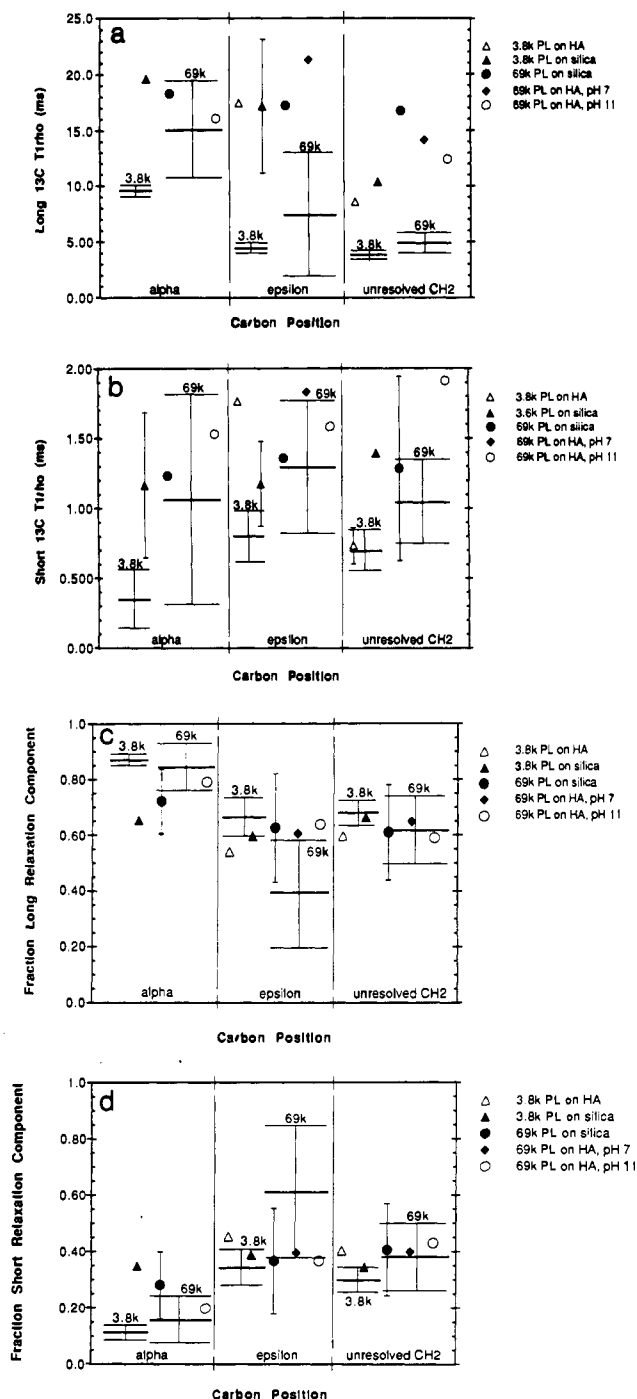 a
25.0
20.0
15.0
10.0
5.00
0.00
Long 13C T1rho (ms)
3.8k
69k
3.8k
69k
3.8k
69k
alpha
epsilon
unresolved CH2
Carbon Position
3.8k PL on HA
3.8k PL on silica
69k PL on silica
69k PL on HA, pH 7
69k PL on HA, pH 11
b
2.00
1.50
1.00
0.500
0.00
Short 13C T1rho (ms)
3.8k
69k
3.8k
69k
3.8k
69k
alpha
epsilon
unresolved CH2
Carbon Position
3.8k PL on HA
3.6k PL on silica
69k PL on silica
69k PL on HA, pH 7
69k PL on HA, pH 11
c
1.0
0.80
0.60
0.40
0.20
0.0
Fraction Long Relaxation Component
3.8k
69k
3.8k
69k
3.8k
69k
alpha
epsilon
unresolved CH2
Carbon Position
3.8k PL on HA
3.8k PL on silica
69k PL on silica
69k PL on HA, pH 7
69k PL on HA, pH 11
d
1.0
0.80
0.60
0.40
0.20
0.0
Fraction Short Relaxation Component
3.8k
69k
3.8k
69k
3.8k
69k
alpha
epsilon
unresolved CH2
Carbon Position
3.8k PL on HA
3.8k PL on silica
69k PL on silica
69k PL on HA, pH 7
69k PL on HA, pH 11